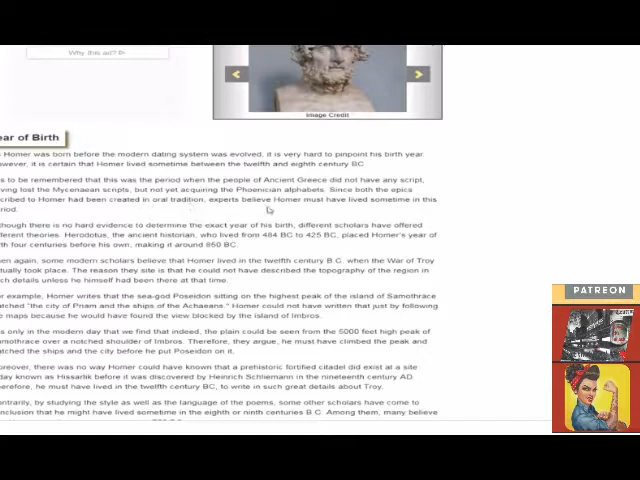 Why this ad?
Image Credit
ear of Birth
Homer was born before the modern dating system was evolved, it is very hard to pinpoint his birth year.
owever, it is certain that Homer lived sometime between the twelfth and eighth century BC
s to be remembered that this was the period when the people of Ancient Greece did not have any script,
ving lost the Mycenaean scripts, but not yet acquiring the Phoenician alphabets. Since both the epics
cribed to Homer had been created in oral tradition, experts believe Homer must have lived sometime in this
riod.
though there is no hard evidence to determine the exact year of his birth, different scholars have offered
fferent theories. Herodotus, the ancient historian, who lived from 484 BC to 425 BC, placed Homer's year of
th four centuries before his own, making it around 850 BC.
en again, some modern scholars believe that Homer lived in the twelfth century B.C. when the War of Troy
tually took place. The reason they site is that he could not have described the topography of the region in
ch details unless he himself had been there at that time.
r example, Homer writes that the sea-god Poseidon sitting on the highest peak of the island of Samothrace
atched "the city of Priam and the ships of the Achaeans." Homer could not have written that just by following
e maps because he would have found the view blocked by the island of Imbros.
s only in the modern day that we find that indeed, the plain could be seen from the 5000 feet high peak of
amothrace over a notched shoulder of Imbros. Therefore, they argue, he must have climbed the peak and
atched the ships and the city before he put Poseidon on it.
oreover, there was no way Homer could have known that a prehistoric fortified citadel did exist at a site
day known as Hissarlik before it was discovered by Heinrich Schliemann in the nineteenth century AD.
erefore, he must have lived in the twelfth century BC, to write in such great details about Troy.
ontrarily, by studying the style as well as the language of the poems, some other scholars have come to
nclusion that he might have lived sometime in the eighth or ninth centuries B.C. Among them, many believe
PATREON